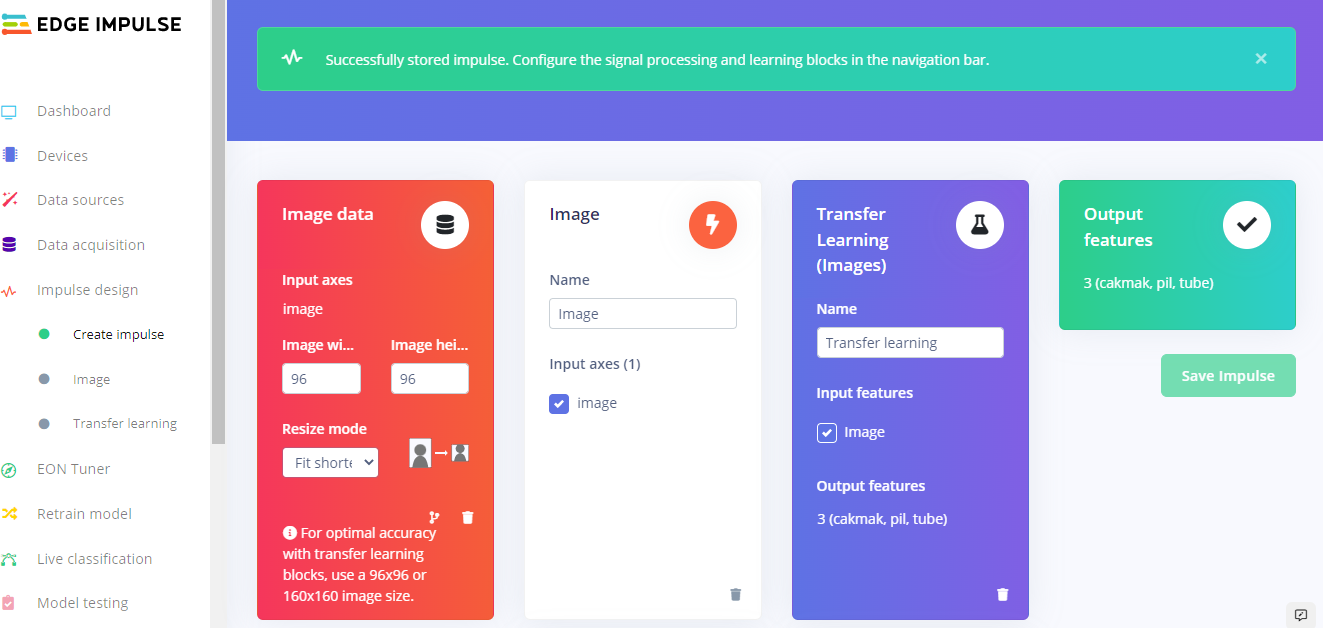 EDGE IMPULSE
Dashboard
Devices
Data sources
Data acquisition
Impulse design
Create impulse
Image
Transfer learning
EON Tuner
Retrain model
Live classification
Model testing
Successfully stored impulse. Configure the signal processing and learning blocks in the navigation bar.
×
Image data
Input axes
image
Image wi... Image hei...
96 96
Resize mode
Fit shorte
For optimal accuracy
with transfer learning
blocks, use a 96x96 or
160x160 image size.
Image
Name
Image
Input axes (1)
image
Transfer
Learning
(Images)
Name
Transfer learning
Input features
Image
Output features
3 (cakmak, pil, tube)
Output
features
3 (cakmak, pil, tube)
Save Impulse